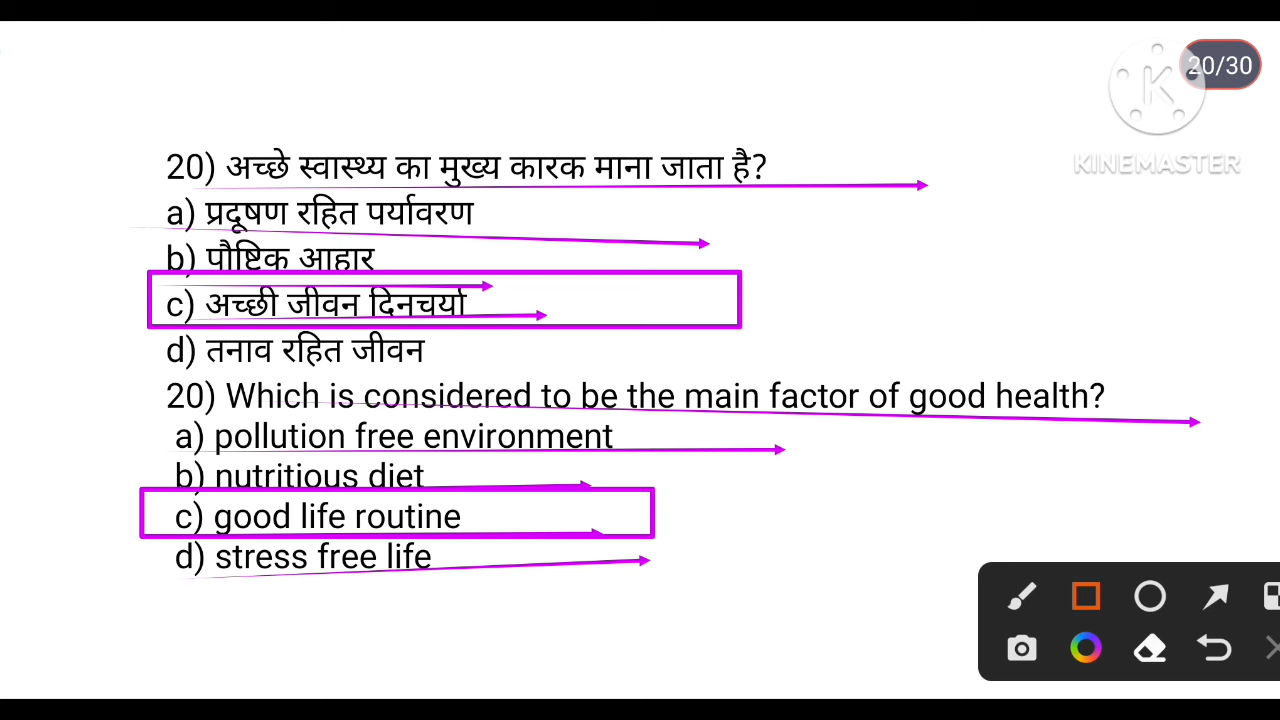 20/30
KINEMASTER
20) अच्छे स्वास्थ्य का मुख्य कारक माना जाता है?
a) प्रदूषण रहित पर्यावरण
b) पौष्टिक आहार
c) अच्छी जीवन दिनचर्या
d) तनाव रहित जीवन
20) Which is considered to be the main factor of good health?
a) pollution free environment
b) nutritious diet
c) good life routine
d) stress free life